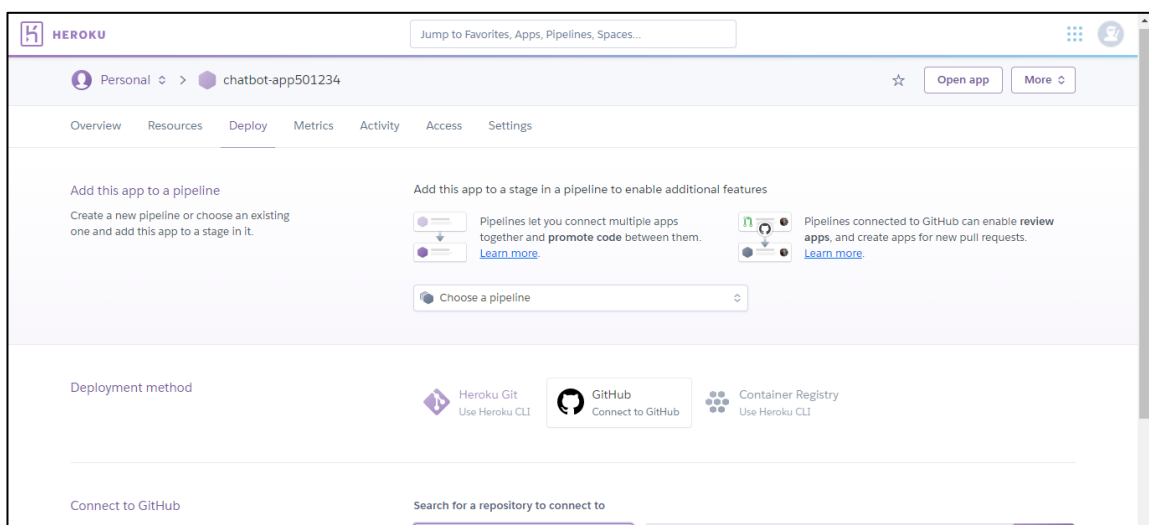 HEROKU
Jump to Favorites, Apps, Pipelines, Spaces...
Personal > chatbot-app501234
Open app
More
Overview Resources Deploy Metrics Activity Access Settings
Add this app to a pipeline
Create a new pipeline or choose an existing
one and add this app to a stage in it.
Add this app to a stage in a pipeline to enable additional features
Pipelines let you connect multiple apps
together and promote code between them.
Learn more.
Pipelines connected to GitHub can enable review
apps, and create apps for new pull requests.
Learn more.
Choose a pipeline
Deployment method
Heroku Git
Use Heroku CLI
GitHub
Connect to GitHub
Container Registry
Use Heroku CLI
Connect to GitHub
Search for a repository to connect to